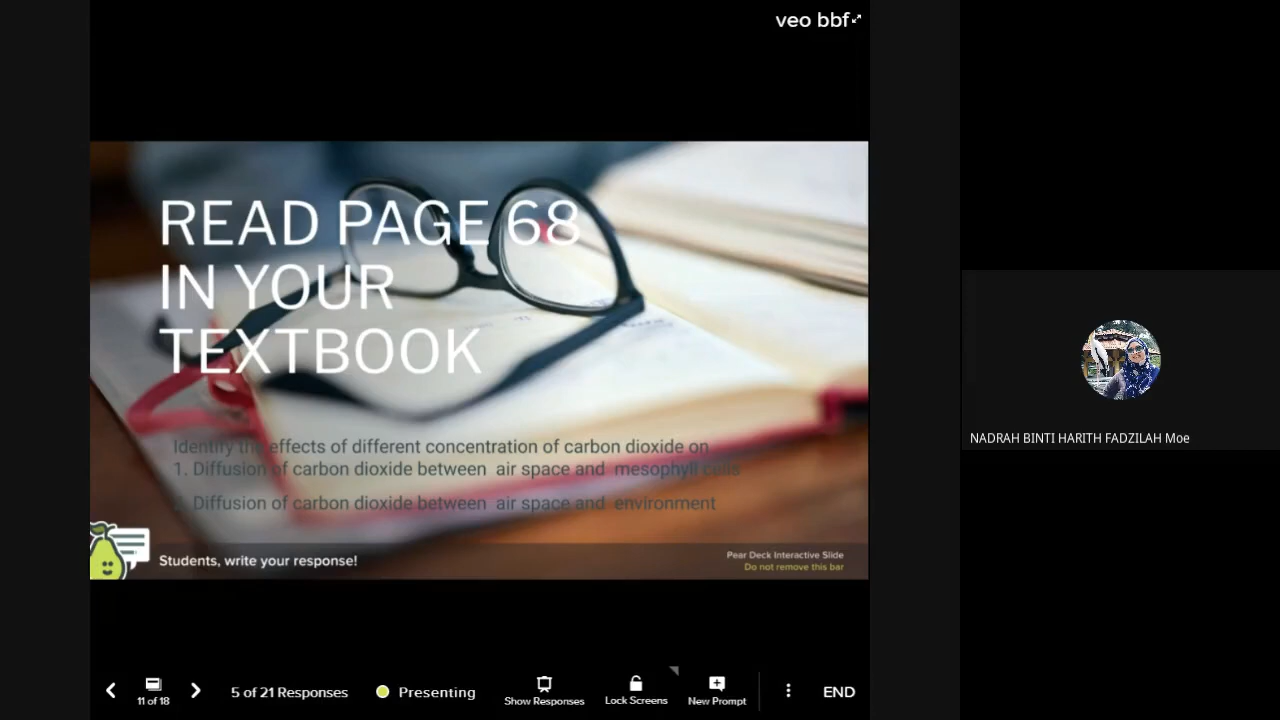 veo bbf
READ PAGE 68
IN YOUR
TEXTBOOK
Identify the effects of different concentration of carbon dioxide on
1. Diffusion of carbon dioxide between air space and mesophyll cells
2. Diffusion of carbon dioxide between air space and environment
Students, write your response!
Pear Deck Interactive Slide
Do not remove this bar
NADRAH BINTI HARITH FADZILAH Moe
11 of 18
5 of 21 Responses
Presenting
Show Responses
Lock Screens
New Prompt
END